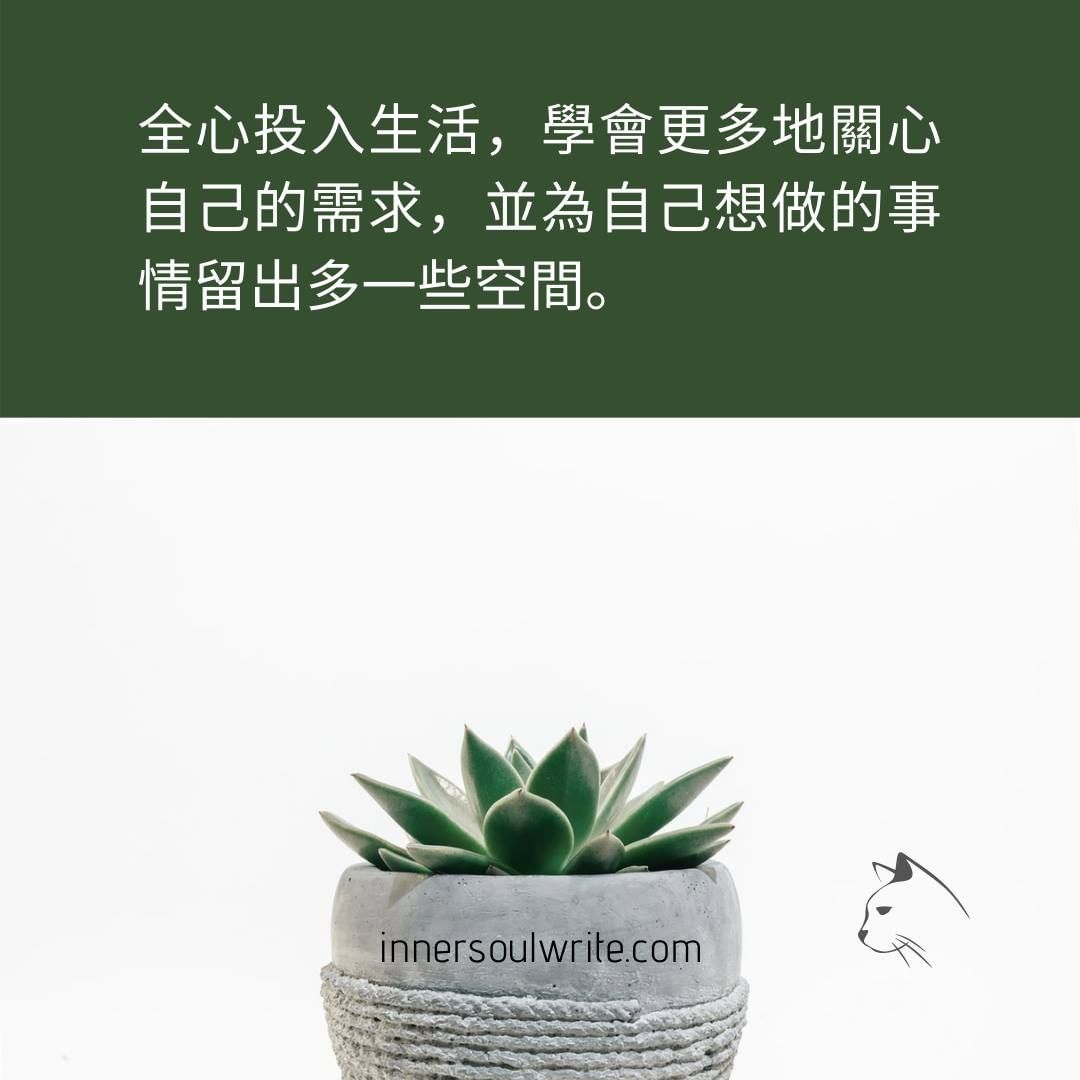 全心投入生活，學會更多地關心
自己的需求，並為自己想做的事
情留出多一些空間。
innersoulwrite.com